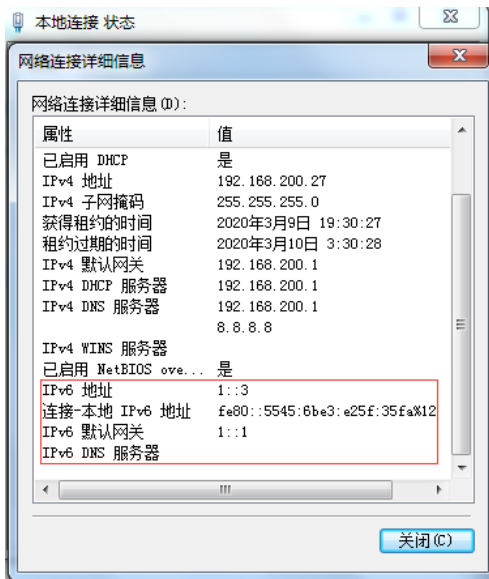 本地连接 状态
网络连接详细信息
网络连接详细信息(D):
属性 值
已启用 DHCP 是
IPv4 地址 192.168.200.27
IPv4 子网掩码 255.255.255.0
获得租约的时间 2020年3月9日 19:30:27
租约过期的时间 2020年3月10日 3:30:28
IPv4 默认网关 192.168.200.1
IPv4 DHCP 服务器 192.168.200.1
IPv4 DNS 服务器 192.168.200.1
8.8.8.8
IPv4 WINS 服务器
已启用 NetBIOS ove... 是
IPv6 地址 1::3
连接-本地 IPv6 地址 fe80::5545:6be3:e25f:35fa%12
IPv6 默认网关 1::1
IPv6 DNS 服务器
关闭(C)